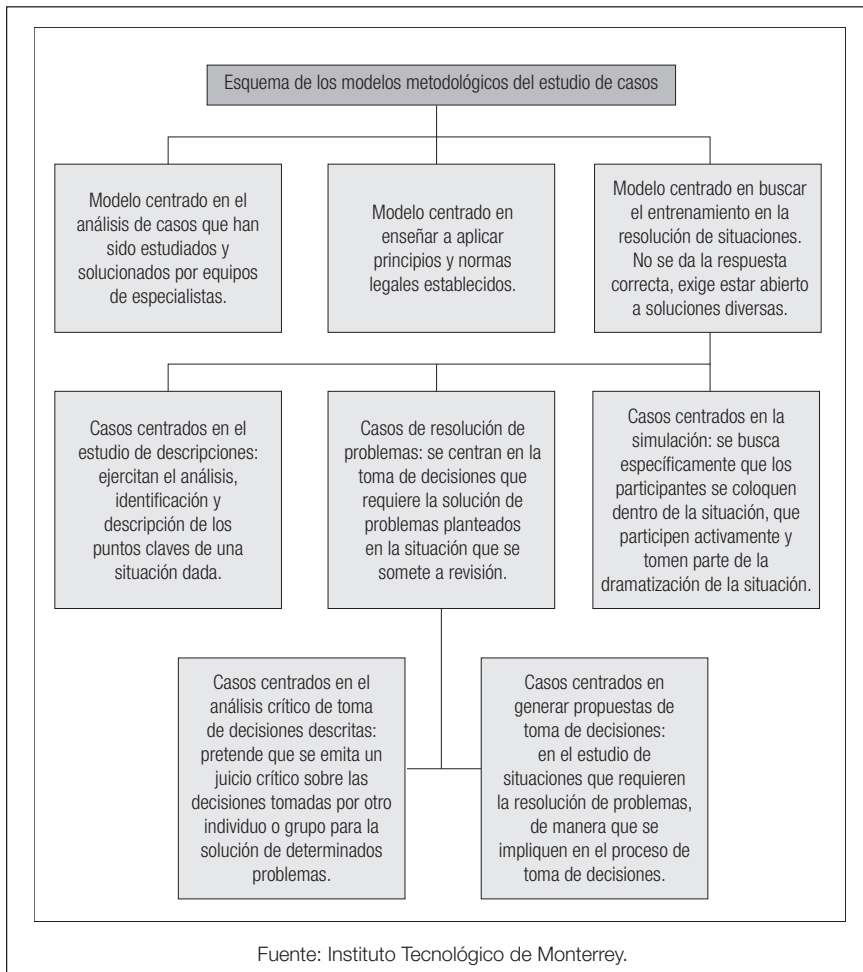 Esquema de los modelos metodológicos del estudio de casos
Modelo centrado en el
análisis de casos que han
sido estudiados y
solucionados por equipos
de especialistas.
Modelo centrado en
enseñar a aplicar
principios y normas
legales establecidos.
Modelo centrado en buscar
el entrenamiento en la
resolución de situaciones.
No se da la respuesta
correcta, exige estar abierto
a soluciones diversas.
Casos centrados en el
estudio de descripciones:
ejercitan el análisis,
identificación y
descripción de los
puntos claves de una
situación dada.
Casos de resolución de
problemas: se centran en la
toma de decisiones que
requiere la solución de
problemas planteados
en la situación que se
somete a revisión.
Casos centrados en la
simulación: se busca
específicamente que los
participantes se coloquen
dentro de la situación, que
participen activamente y
tomen parte de la
dramatización de la situación.
Casos centrados en el
análisis crítico de toma
de decisiones descritas:
pretende que se emita un
juicio crítico sobre las
decisiones tomadas por otro
individuo o grupo para la
solución de determinados
problemas.
Casos centrados en
generar propuestas de
toma de decisiones:
en el estudio de
situaciones que requieren
la resolución de problemas,
de manera que se
impliquen en el proceso de
toma de decisiones.
Fuente: Instituto Tecnológico de Monterrey.